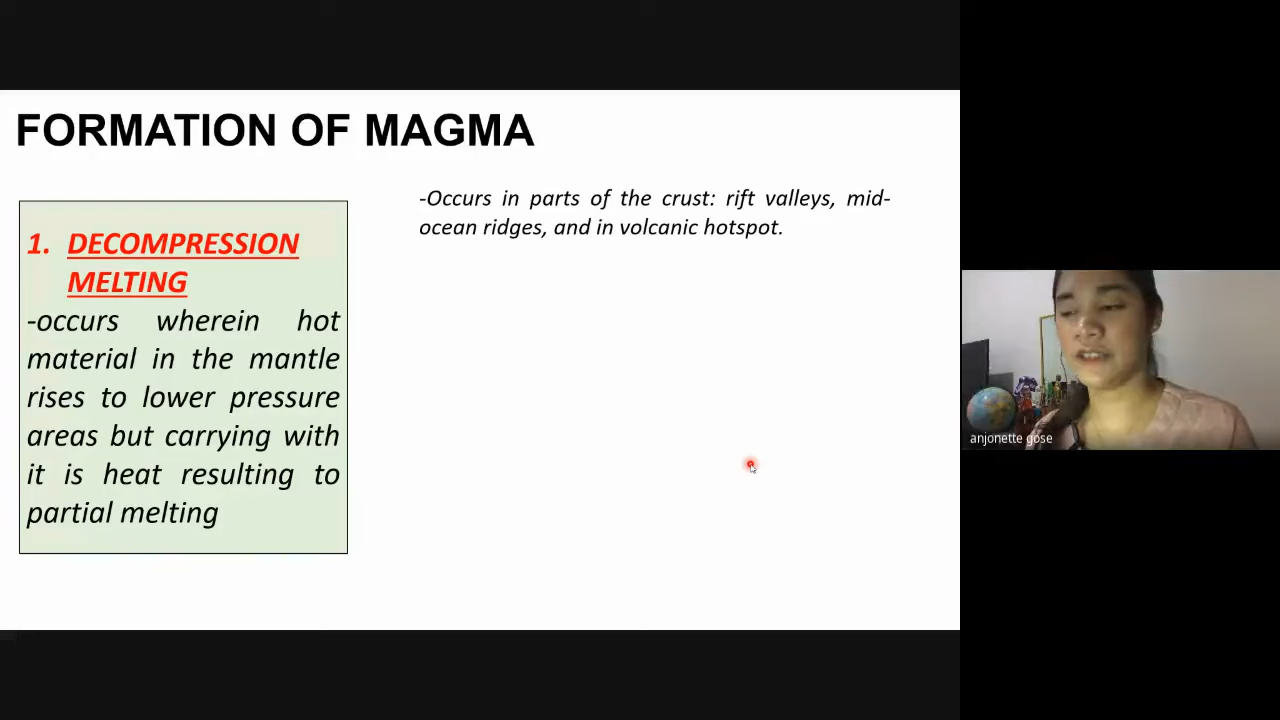 FORMATION OF MAGMA
1. DECOMPRESSION
MELTING
-occurs wherein hot
material in the mantle
rises to lower pressure
areas but carrying with
it is heat resulting to
partial melting
-Occurs in parts of the crust: rift valleys, mid-
ocean ridges, and in volcanic hotspot.
anjonette gose